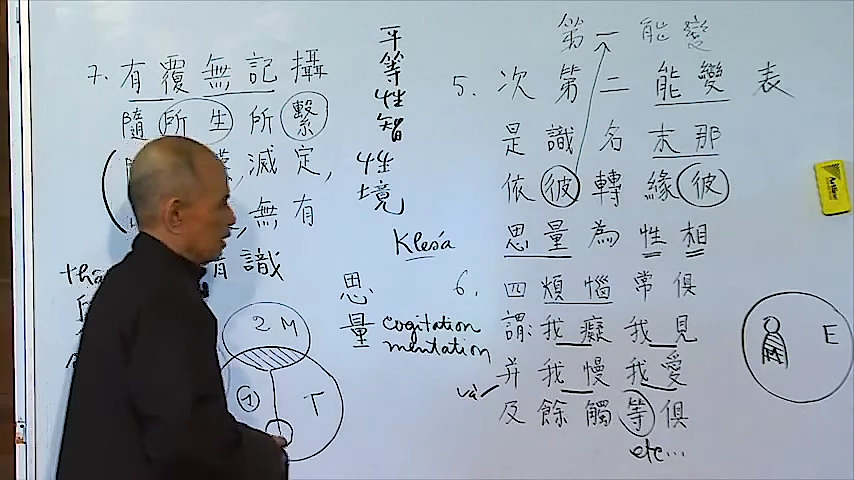 第一能變
5. 次第二能變表
是識名末那
依彼轉緣彼
思量為性相
6. 四煩惱常俱
謂我癡我見
và 并我慢我愛
及餘觸等俱
etc...
7. 有覆無記攝
隨所生所繫
滅定,
無有
識
平等性智
性境
Kleśa
思量 cogitation
mentation
thà
2 M
1 T
E
Artline